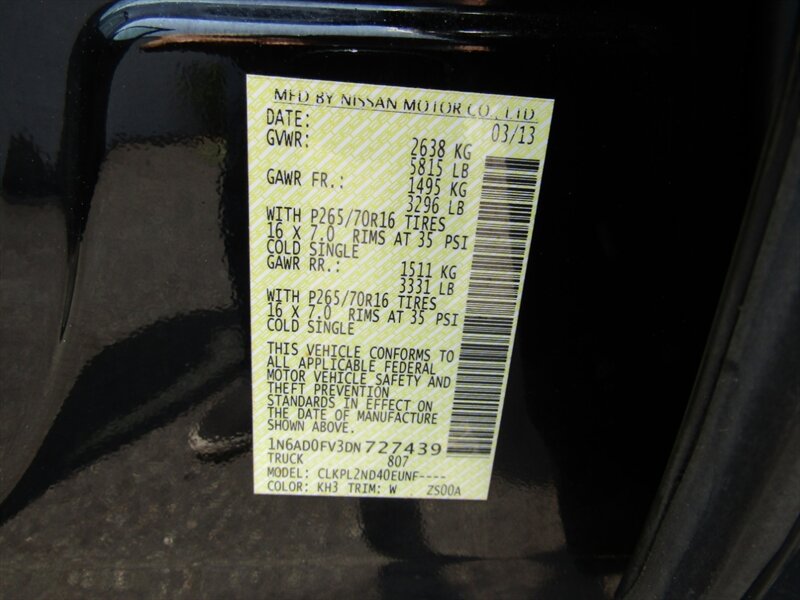 MFD BY NISSAN MOTOR CO., LTD.
DATE: 03/13
GVWR: 2638 KG
5815 LB
GAWR FR.: 1495 KG
3296 LB
WITH P265/70R16 TIRES
16 X 7.0 RIMS AT 35 PSI
COLD SINGLE
GAWR RR.: 1511 KG
3331 LB
WITH P265/70R16 TIRES
16 X 7.0 RIMS AT 35 PSI
COLD SINGLE
THIS VEHICLE CONFORMS TO
ALL APPLICABLE FEDERAL
MOTOR VEHICLE SAFETY AND
THEFT PREVENTION
STANDARDS IN EFFECT ON
THE DATE OF MANUFACTURE
SHOWN ABOVE.
1N6AD0FV3DN727439
TRUCK 807
MODEL: CLKPL2ND40EUNF----
COLOR: KH3 TRIM: W ZS00A